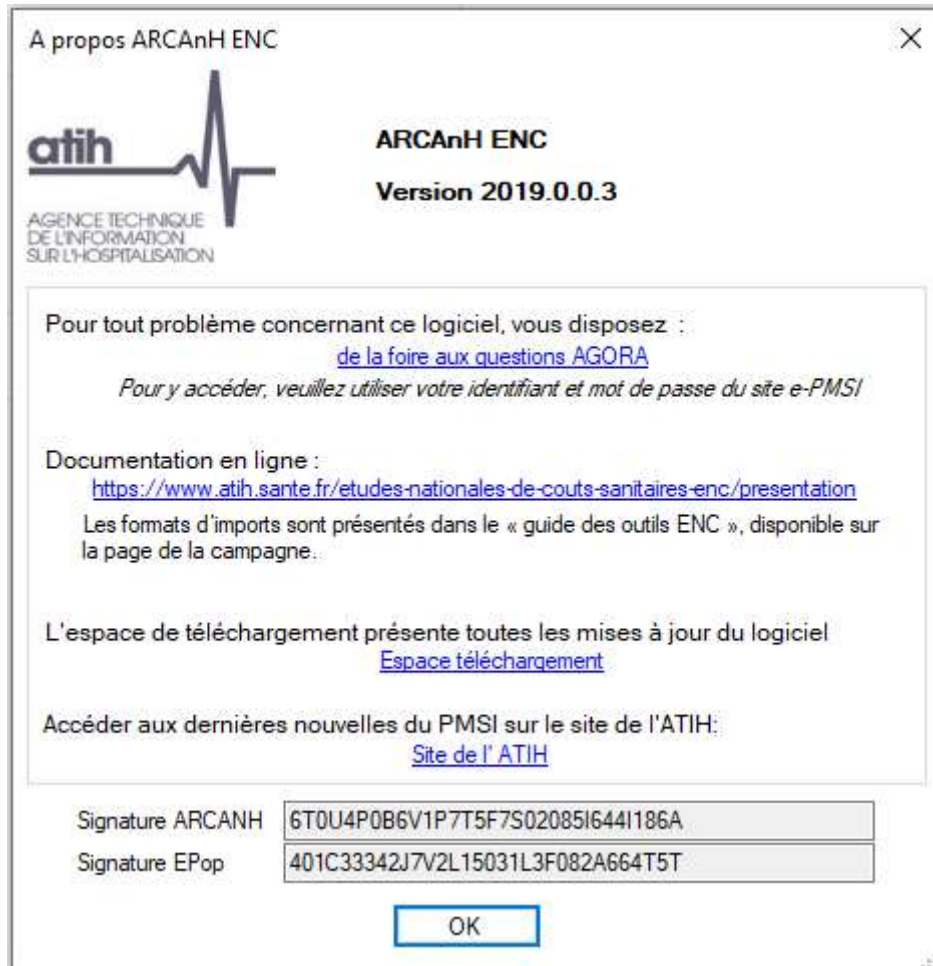 A propos ARCAnH ENC
atih
AGENCE TECHNIQUE
DE L'INFORMATION
SUR L'HOSPITALISATION
ARCAnH ENC
Version 2019.0.0.3
Pour tout problème concernant ce logiciel, vous disposez :
de la foire aux questions AGORA
Pour y accéder, veuillez utiliser votre identifiant et mot de passe du site e-PMSI
Documentation en ligne :
https://www.atih.sante.fr/etudes-nationales-de-couts-sanitaires-enc/presentation
Les formats d'imports sont présentés dans le « guide des outils ENC », disponible sur
la page de la campagne.
L'espace de téléchargement présente toutes les mises à jour du logiciel
Espace téléchargement
Accéder aux dernières nouvelles du PMSI sur le site de l'ATIH:
Site de l' ATIH
Signature ARCANH 6T0U4P0B6V1P7T5F7S02085I644I186A
Signature EPop 401C33342J7V2L15031L3F082A664T5T
OK